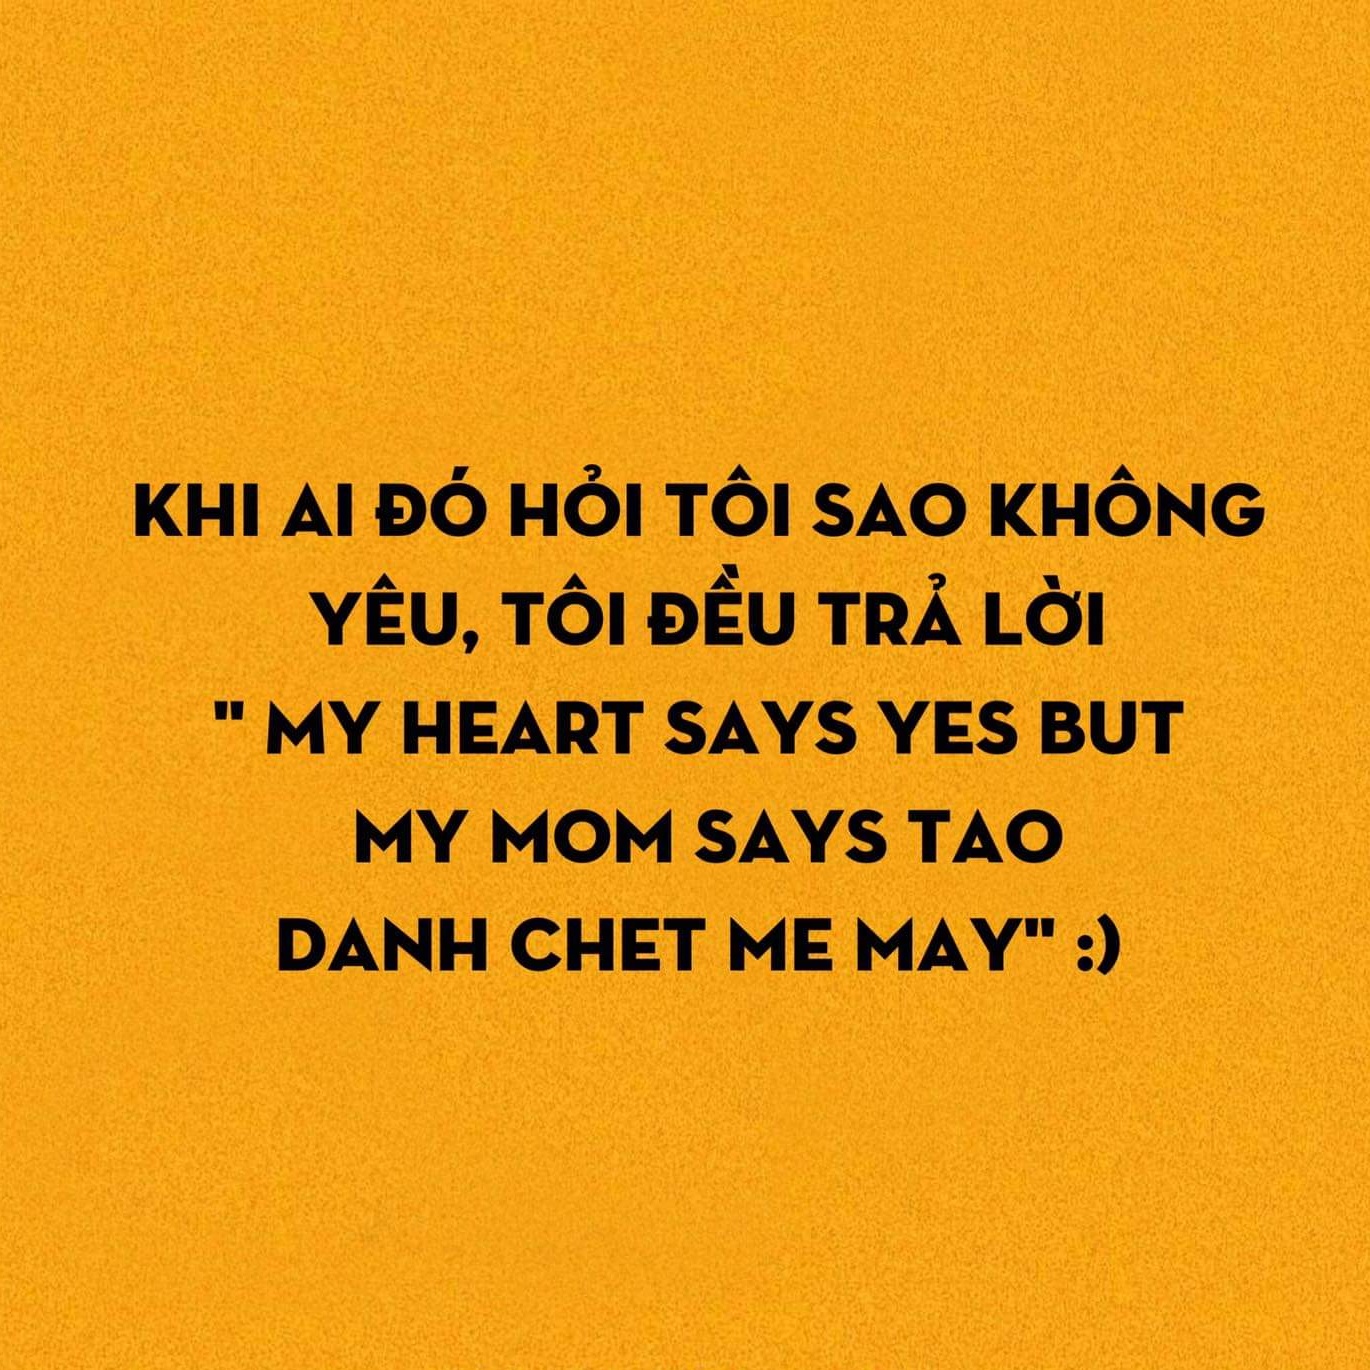 KHI AI ĐÓ HỎI TÔI SAO KHÔNG
YÊU, TÔI ĐỀU TRẢ LỜI
" MY HEART SAYS YES BUT
MY MOM SAYS TAO
DANH CHET ME MAY" :)